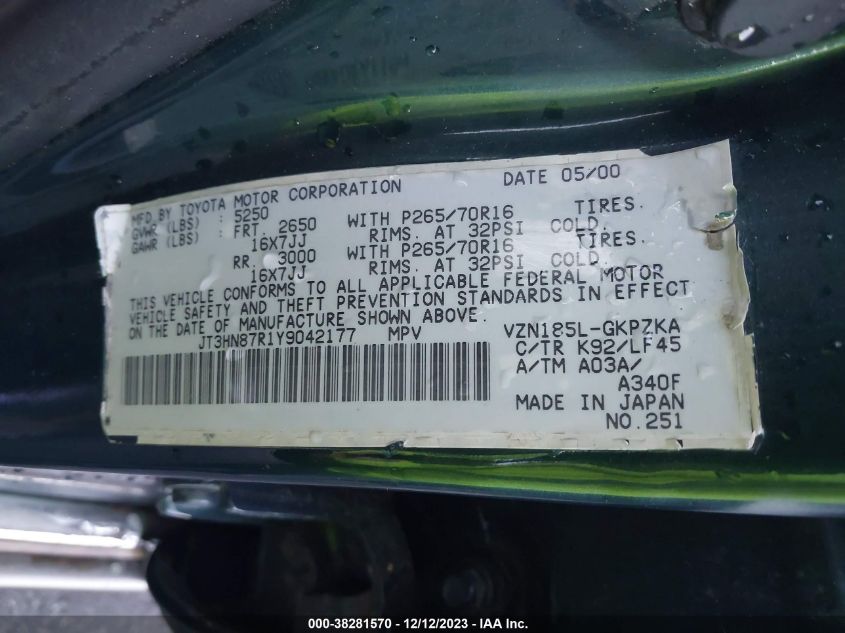 MFD BY TOYOTA MOTOR CORPORATION DATE 05/00
GVWR (LBS) : 5250
GAWR (LBS) : FRT. 2650 WITH P265/70R16 TIRES.
16X7JJ RIMS. AT 32PSI COLD.
RR. 3000 WITH P265/70R16 TIRES.
16X7JJ RIMS. AT 32PSI COLD.
THIS VEHICLE CONFORMS TO ALL APPLICABLE FEDERAL MOTOR
VEHICLE SAFETY AND THEFT PREVENTION STANDARDS IN EFFECT
ON THE DATE OF MANUFACTURE SHOWN ABOVE.
JT3HN87R1Y9042177 MPV VZN185L-GKPZKA
C/TR K92/LF45
A/TM A03A/
A340F
MADE IN JAPAN
NO.251
000-38281570 - 12/12/2023 - IAA Inc.